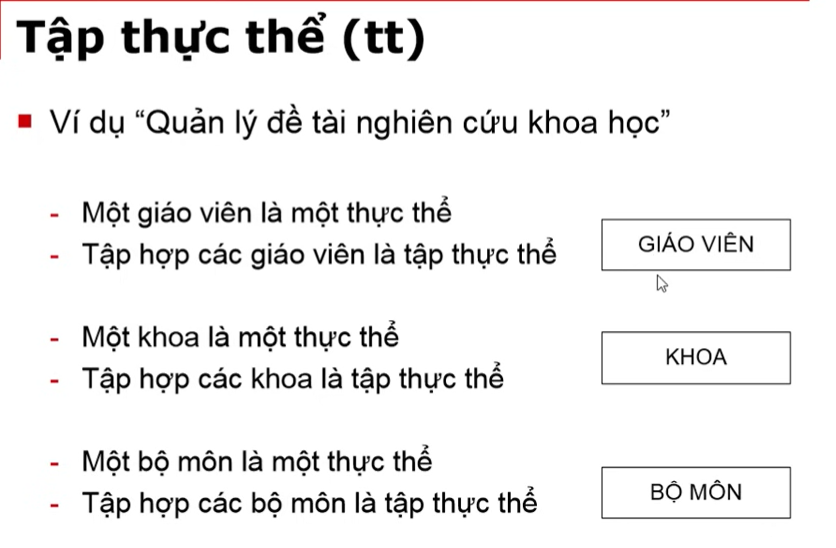 Tập thực thể (tt)
Ví dụ “Quản lý đề tài nghiên cứu khoa học”
- Một giáo viên là một thực thể
- Tập hợp các giáo viên là tập thực thể
GIÁO VIÊN
- Một khoa là một thực thể
- Tập hợp các khoa là tập thực thể
KHOA
- Một bộ môn là một thực thể
- Tập hợp các bộ môn là tập thực thể
BỘ MÔN